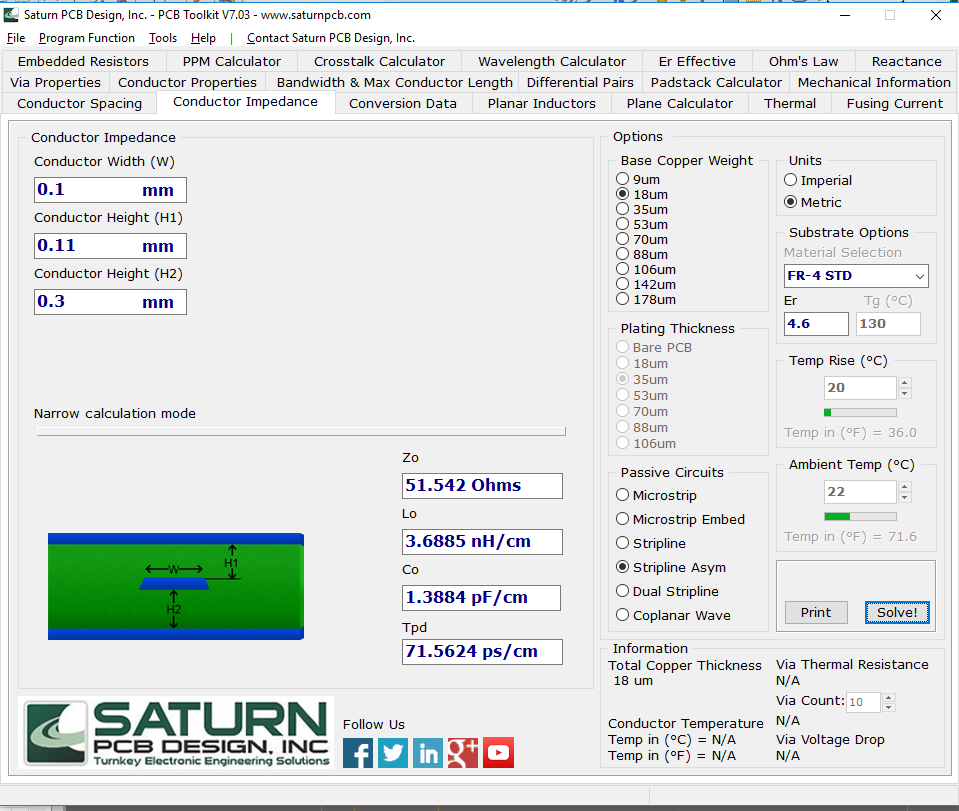 Saturn PCB Design, Inc. - PCB Toolkit V7.03 - www.saturnpcb.com
File Program Function Tools Help | Contact Saturn PCB Design, Inc.
Embedded Resistors PPM Calculator Crosstalk Calculator Wavelength Calculator Er Effective Ohm's Law Reactance
Via Properties Conductor Properties Bandwidth & Max Conductor Length Differential Pairs Padstack Calculator Mechanical Information
Conductor Spacing Conductor Impedance Conversion Data Planar Inductors Plane Calculator Thermal Fusing Current
Conductor Impedance
Conductor Width (W)
0.1 mm
Conductor Height (H1)
0.11 mm
Conductor Height (H2)
0.3 mm
Narrow calculation mode
Zo
51.542 Ohms
Lo
3.6885 nH/cm
Co
1.3884 pF/cm
Tpd
71.5624 ps/cm
W
H1
H2
SATURN
PCB DESIGN, INC
Turnkey Electronic Engineering Solutions
Follow Us
f
in
g+
Options
Base Copper Weight
9um
18um
35um
53um
70um
88um
106um
142um
178um
Plating Thickness
Bare PCB
18um
35um
53um
70um
88um
106um
Passive Circuits
Microstrip
Microstrip Embed
Stripline
Stripline Asym
Dual Stripline
Coplanar Wave
Units
Imperial
Metric
Substrate Options
Material Selection
FR-4 STD
Er Tg (°C)
4.6 130
Temp Rise (°C)
20
Temp in (°F) = 36.0
Ambient Temp (°C)
22
Temp in (°F) = 71.6
Print Solve!
Information
Total Copper Thickness
18 um
Conductor Temperature
Temp in (°C) = N/A
Temp in (°F) = N/A
Via Thermal Resistance
N/A
Via Count: 10
N/A
Via Voltage Drop
N/A